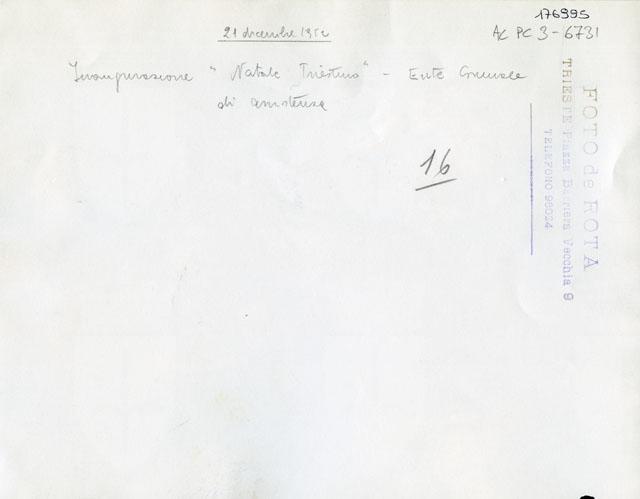 176995
AC PC 3-6731
21 dicembre 1952
Inaugurazione "Natale Triestino" - Ente Comunale
di assistenza
16
FOTO de ROTA
TRIESTE Piazza Barriera Vecchia 9
TELEFONO 96024